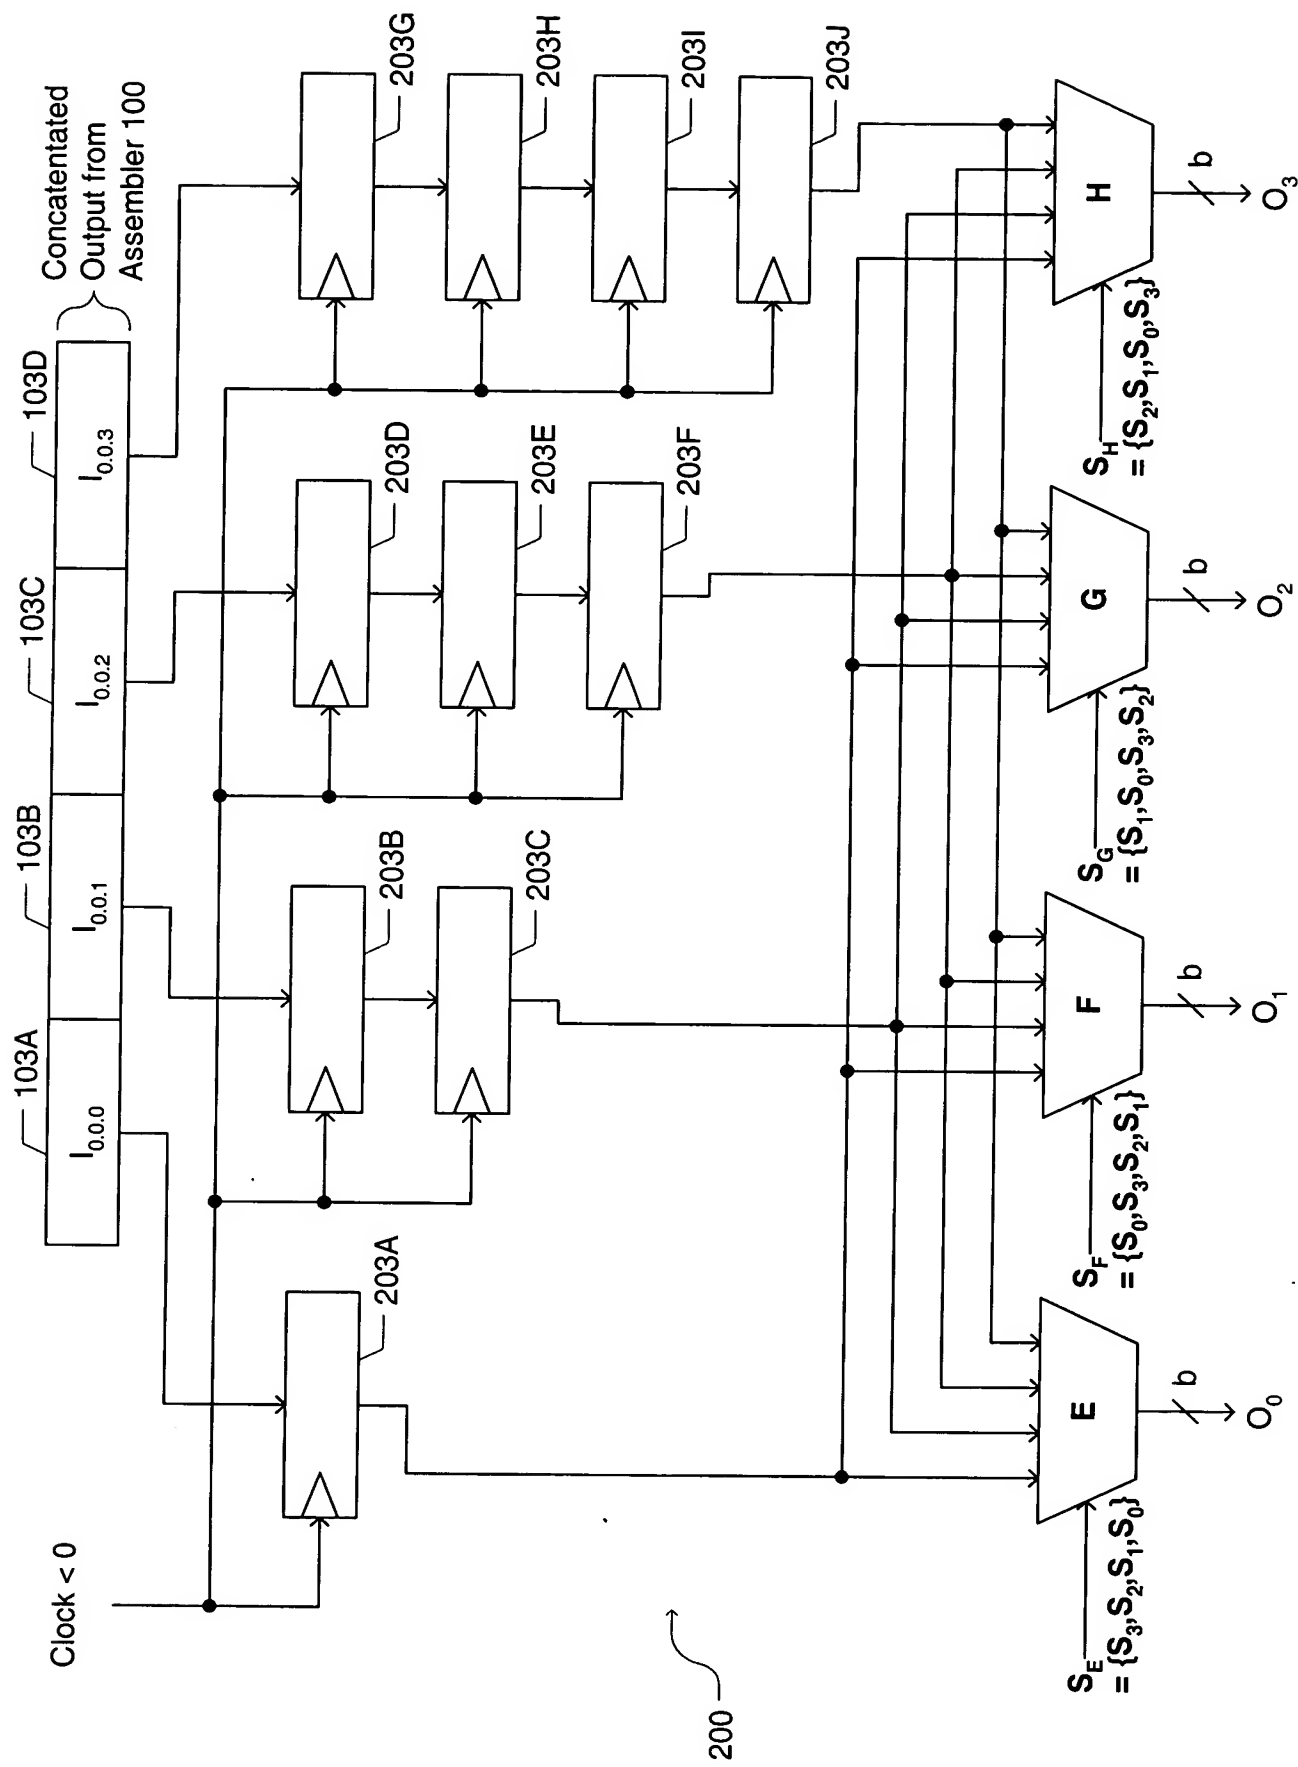 Concatentated
Output from
Assembler 100
103A
103B
103C
103D
I0.0.0
I0.0.1
I0.0.2
I0.0.3
Clock < 0
203A
203B
203C
203D
203E
203F
203G
203H
203I
203J
200
E
F
G
H
SE
= {S3,S2,S1,S0}
SF
= {S0,S3,S2,S1}
SG
= {S1,S0,S3,S2}
SH
= {S2,S1,S0,S3}
b
b
b
b
O0
O1
O2
O3